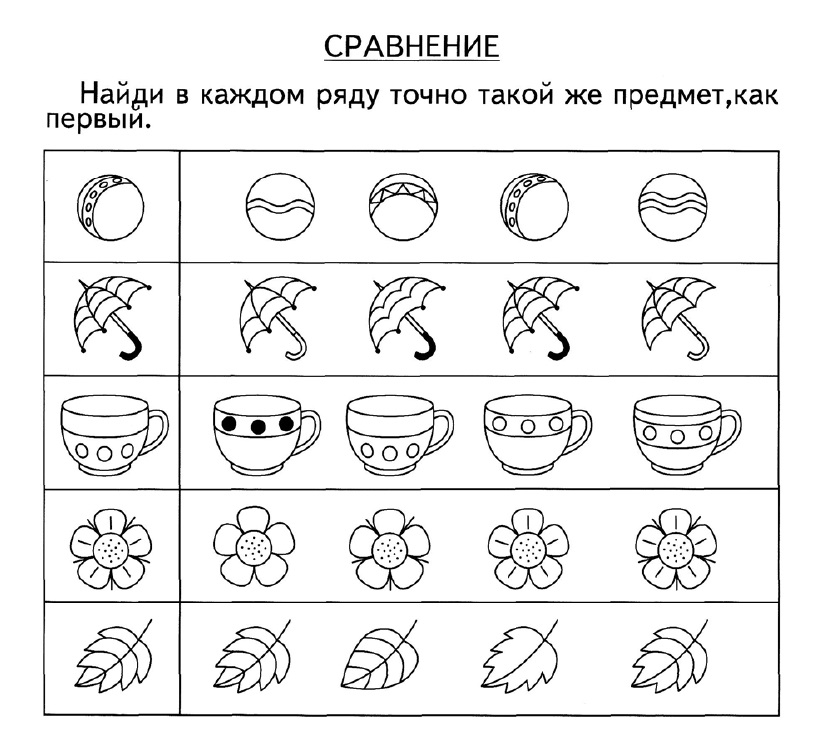 СРАВНЕНИЕ
Найди в каждом ряду точно такой же предмет,как
первый.